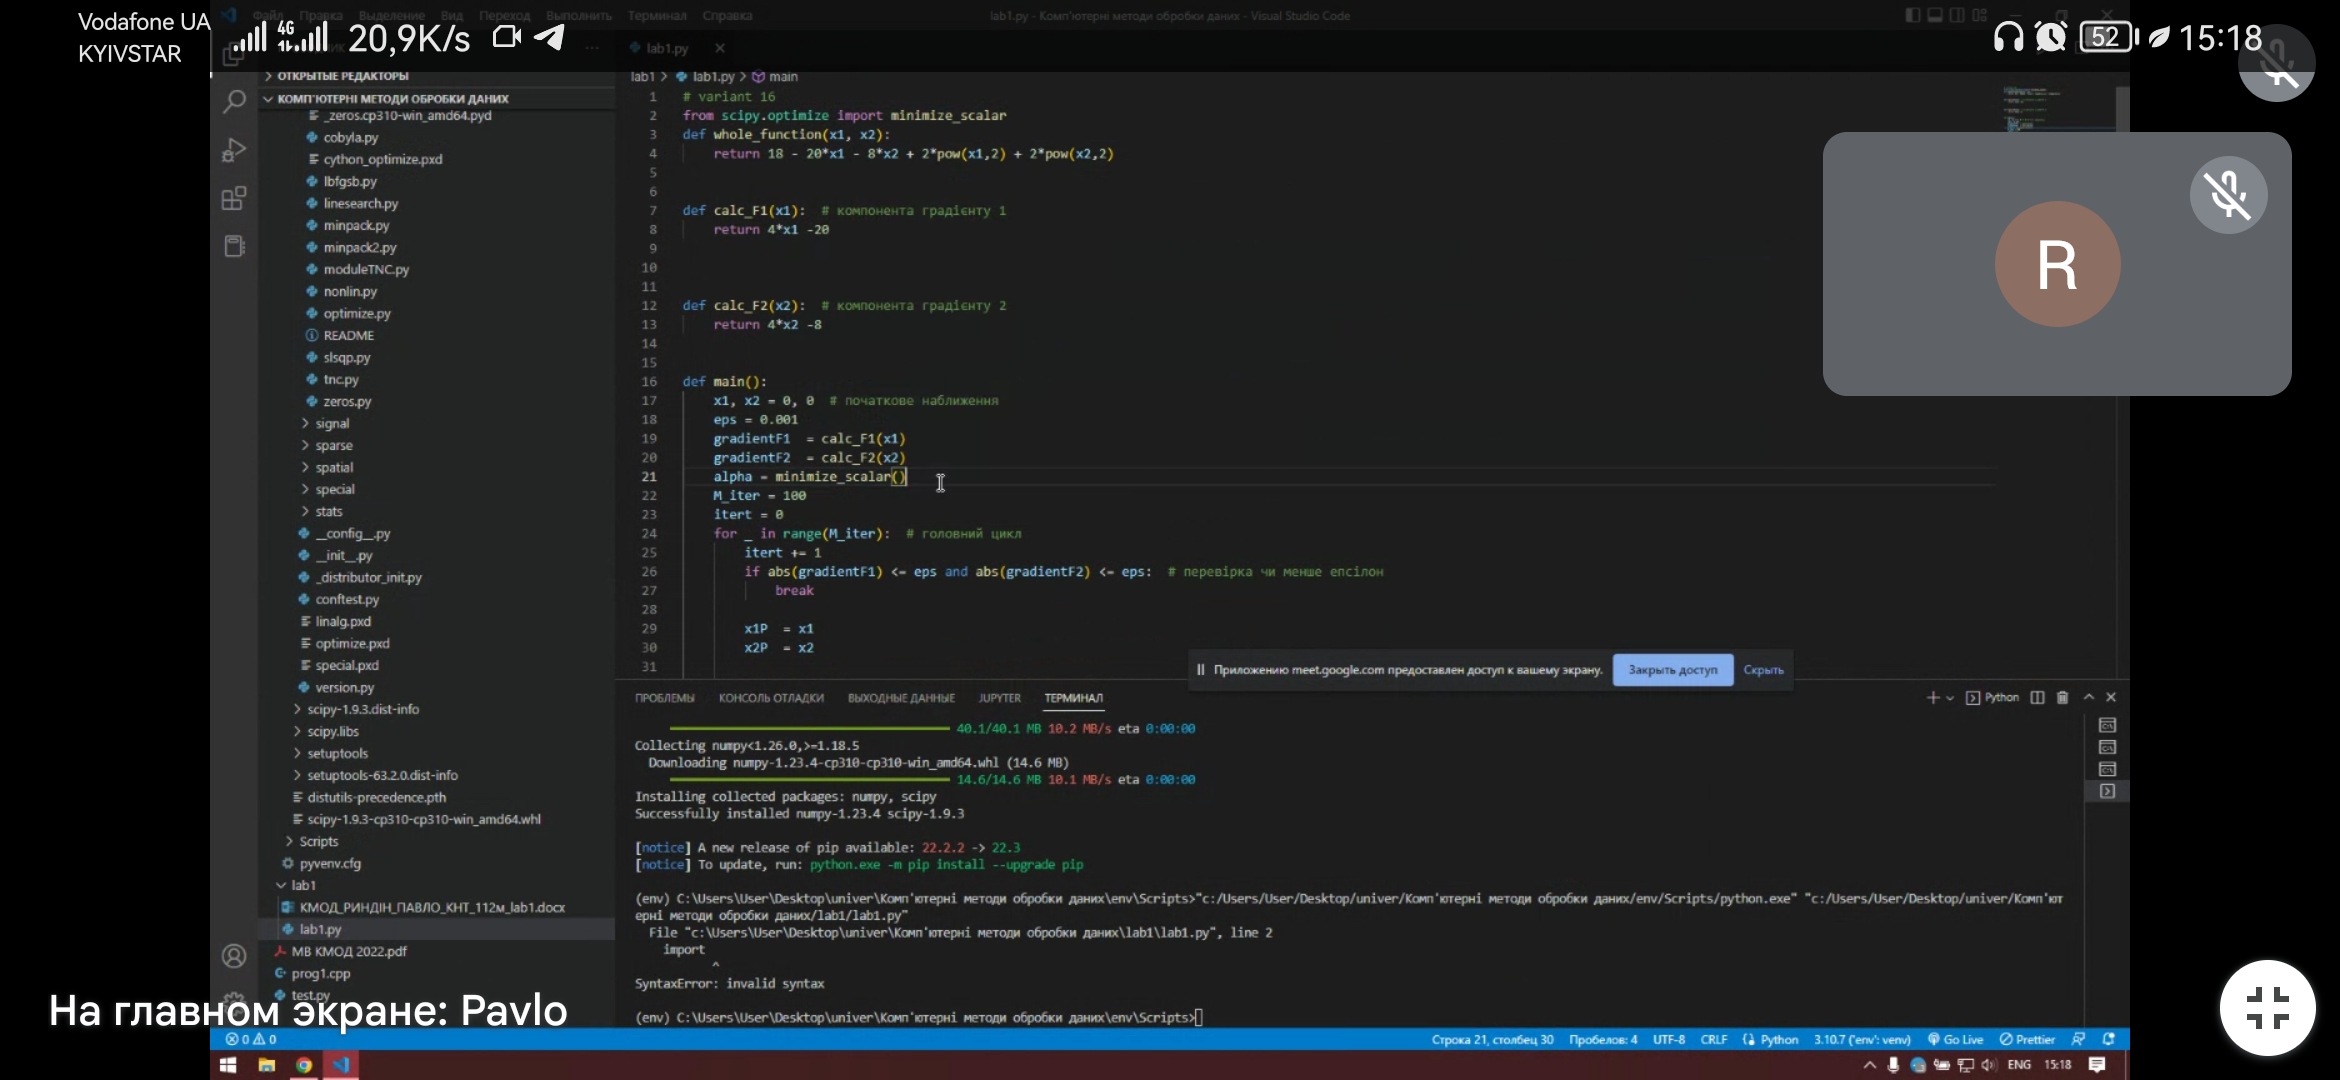 Vodafone UA
KYIVSTAR
4G
20,9K/s
52
15:18
Файл Правка Выделение Вид Переход Выполнить Терминал Справка
lab1.py - Комп'ютерні методи обробки даних - Visual Studio Code
lab1.py
ОТКРЫТЫЕ РЕДАКТОРЫ
КОМП'ЮТЕРНІ МЕТОДИ ОБРОБКИ ДАНИХ
_zeros.cp310-win_amd64.pyd
cobyla.py
cython_optimize.pxd
lbfgsb.py
linesearch.py
minpack.py
minpack2.py
moduleTNC.py
nonlin.py
optimize.py
README
slsqp.py
tnc.py
zeros.py
signal
sparse
spatial
special
stats
__config__.py
__init__.py
_distributor_init.py
conftest.py
linalg.pxd
optimize.pxd
special.pxd
version.py
scipy-1.9.3.dist-info
scipy.libs
setuptools
setuptools-63.2.0.dist-info
distutils-precedence.pth
scipy-1.9.3-cp310-cp310-win_amd64.whl
Scripts
pyvenv.cfg
lab1
КМОД_РИНДІН_ПАВЛО_КНТ_112м_lab1.docx
lab1.py
МВ КМОД 2022.pdf
prog1.cpp
test.py
lab1 > lab1.py > main
1 # variant 16
2 from scipy.optimize import minimize_scalar
3 def whole_function(x1, x2):
4 return 18 - 20*x1 - 8*x2 + 2*pow(x1,2) + 2*pow(x2,2)
5
6
7 def calc_F1(x1): # компонента градієнту 1
8 return 4*x1 -20
9
10
11
12 def calc_F2(x2): # компонента градієнту 2
13 return 4*x2 -8
14
15
16 def main():
17 x1, x2 = 0, 0 # початкове наближення
18 eps = 0.001
19 gradientF1 = calc_F1(x1)
20 gradientF2 = calc_F2(x2)
21 alpha = minimize_scalar()
22 M_iter = 100
23 itert = 0
24 for _ in range(M_iter): # головний цикл
25 itert += 1
26 if abs(gradientF1) <= eps and abs(gradientF2) <= eps: # перевірка чи менше епсілон
27 break
28
29 x1P = x1
30 x2P = x2
31
R
Приложению meet.google.com предоставлен доступ к вашему экрану. Закрыть доступ Скрыть
ПРОБЛЕМЫ КОНСОЛЬ ОТЛАДКИ ВЫХОДНЫЕ ДАННЫЕ JUPYTER ТЕРМИНАЛ
Python
40.1/40.1 MB 10.2 MB/s eta 0:00:00
Collecting numpy<1.26.0,>=1.18.5
Downloading numpy-1.23.4-cp310-cp310-win_amd64.whl (14.6 MB)
14.6/14.6 MB 10.1 MB/s eta 0:00:00
Installing collected packages: numpy, scipy
Successfully installed numpy-1.23.4 scipy-1.9.3
[notice] A new release of pip available: 22.2.2 -> 22.3
[notice] To update, run: python.exe -m pip install --upgrade pip
(env) C:\Users\User\Desktop\univer\Комп'ютерні методи обробки даних\env\Scripts>"c:/Users/User/Desktop/univer/Комп'ютерні методи обробки даних/env/Scripts/python.exe" "c:/Users/User/Desktop/univer/Комп'ют
ерні методи обробки даних/lab1/lab1.py"
File "c:\Users\User\Desktop\univer\Комп'ютерні методи обробки даних\lab1\lab1.py", line 2
import
^
SyntaxError: invalid syntax
(env) C:\Users\User\Desktop\univer\Комп'ютерні методи обробки даних\env\Scripts>
На главном экране: Pavlo
0 0
Строка 21, столбец 30 Пробелов: 4 UTF-8 CRLF Python 3.10.7 ('env': venv) Go Live Prettier
ENG 15:18